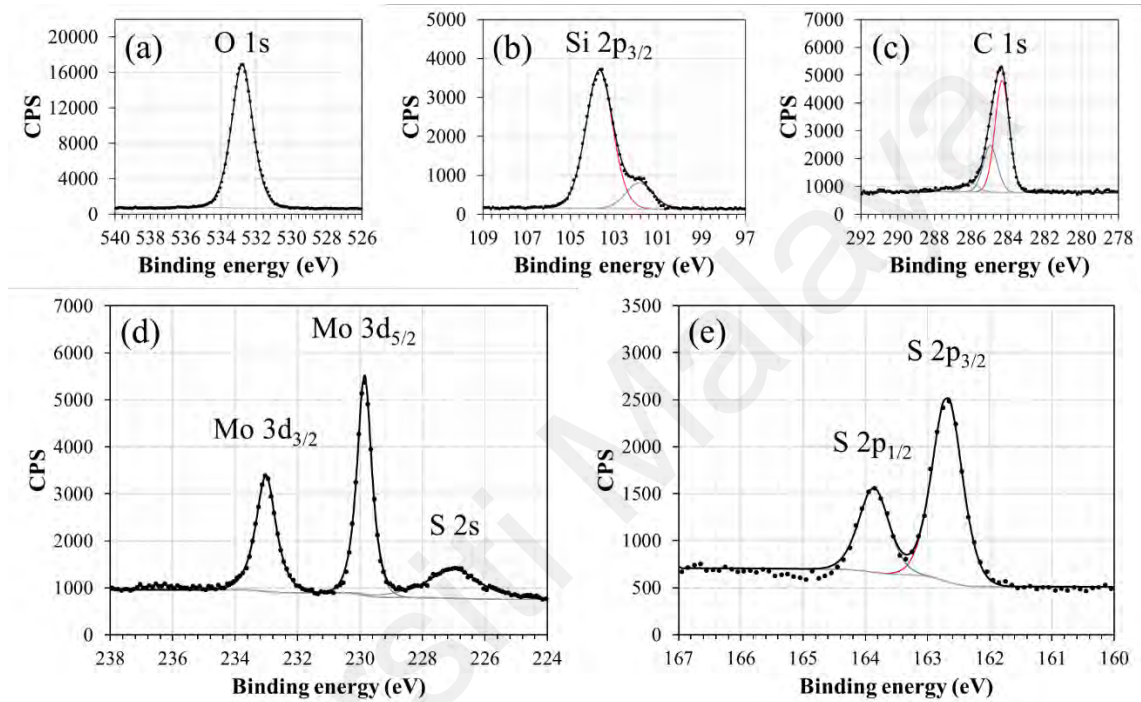 (a)
O 1s
20000
16000
12000
8000
4000
0
CPS
540 538 536 534 532 530 528 526
Binding energy (eV)
(b)
Si 2p3/2
5000
4000
3000
2000
1000
0
CPS
109 107 105 103 101 99 97
Binding energy (eV)
(c)
C 1s
7000
6000
5000
4000
3000
2000
1000
0
CPS
292 290 288 286 284 282 280 278
Binding energy (eV)
(d)
Mo 3d5/2
Mo 3d3/2
S 2s
7000
6000
5000
4000
3000
2000
1000
0
CPS
238 236 234 232 230 228 226 224
Binding energy (eV)
(e)
S 2p3/2
S 2p1/2
3500
3000
2500
2000
1500
1000
500
0
CPS
167 166 165 164 163 162 161 160
Binding energy (eV)
ssiti Malaya